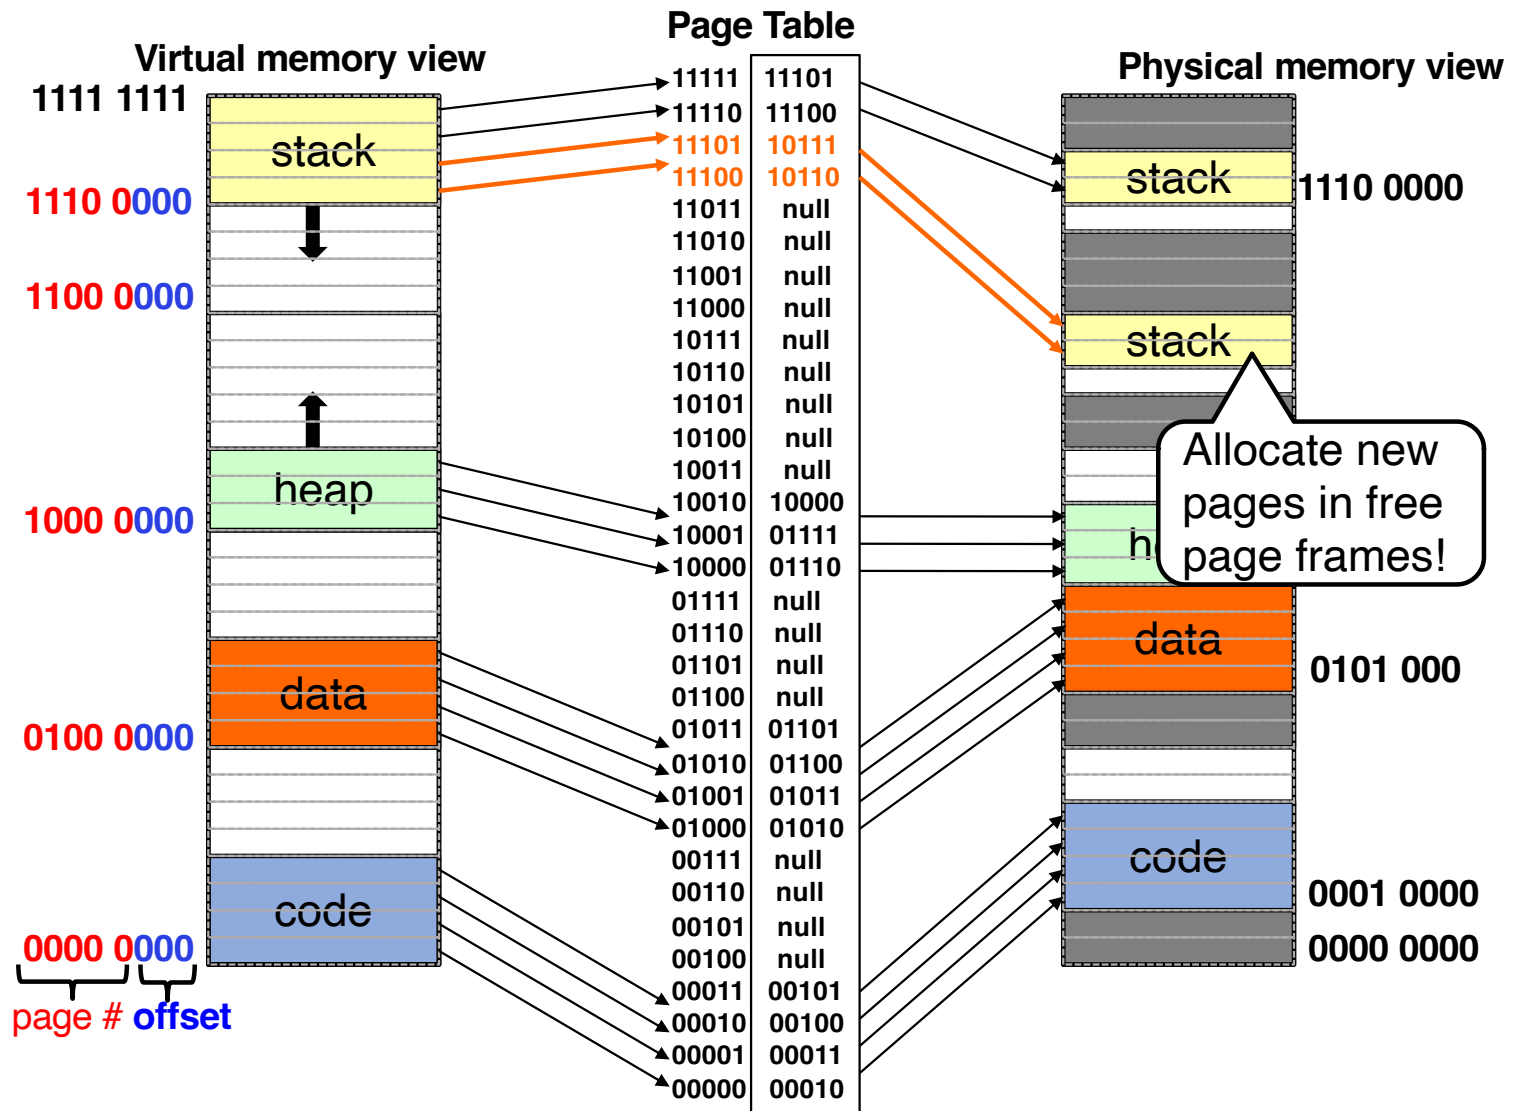 Page Table
Virtual memory view
Physical memory view
1111 1111
stack
1110 0000
1100 0000
heap
1000 0000
data
0100 0000
code
0000 0000
page # offset
11111 11101
11110 11100
11101 10111
11100 10110
11011 null
11010 null
11001 null
11000 null
10111 null
10110 null
10101 null
10100 null
10011 null
10010 10000
10001 01111
10000 01110
01111 null
01110 null
01101 null
01100 null
01011 01101
01010 01100
01001 01011
01000 01010
00111 null
00110 null
00101 null
00100 null
00011 00101
00010 00100
00001 00011
00000 00010
stack
1110 0000
stack
Allocate new
pages in free
page frames!
data
0101 000
code
0001 0000
0000 0000